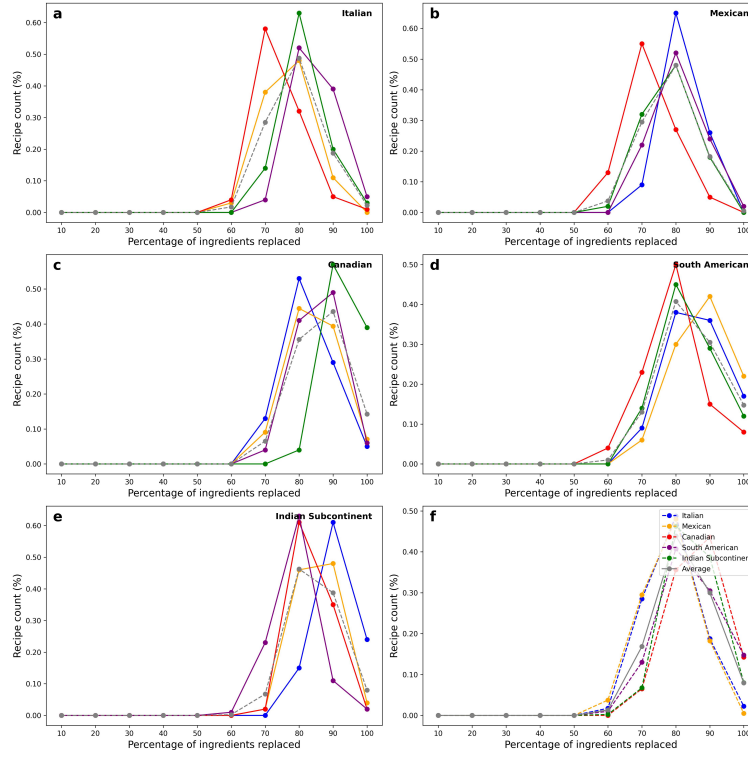 a
Italian
Recipe count (%)
0.60
0.50
0.40
0.30
0.20
0.10
0.00
10 20 30 40 50 60 70 80 90 100
Percentage of ingredients replaced
b
Mexican
Recipe count (%)
0.60
0.50
0.40
0.30
0.20
0.10
0.00
10 20 30 40 50 60 70 80 90 100
Percentage of ingredients replaced
c
Canadian
Recipe count (%)
0.50
0.40
0.30
0.20
0.10
0.00
10 20 30 40 50 60 70 80 90 100
Percentage of ingredients replaced
d
South American
Recipe count (%)
0.50
0.40
0.30
0.20
0.10
0.00
10 20 30 40 50 60 70 80 90 100
Percentage of ingredients replaced
e
Indian Subcontinent
Recipe count (%)
0.60
0.50
0.40
0.30
0.20
0.10
0.00
10 20 30 40 50 60 70 80 90 100
Percentage of ingredients replaced
f
Italian
Mexican
Canadian
South American
Indian Subcontinent
Average
Recipe count (%)
0.50
0.40
0.30
0.20
0.10
0.00
10 20 30 40 50 60 70 80 90 100
Percentage of ingredients replaced